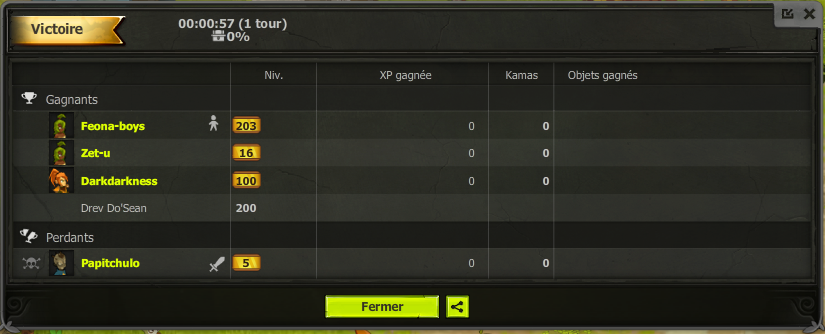 Victoire
00:00:57 (1 tour)
0%
Niv. XP gagnée Kamas Objets gagnés
Gagnants
Feona-boys 203 0 0
Zet-u 16 0 0
Darkdarkness 100 0 0
Drev Do'Sean 200
Perdants
Papitchulo 5 0 0
Fermer